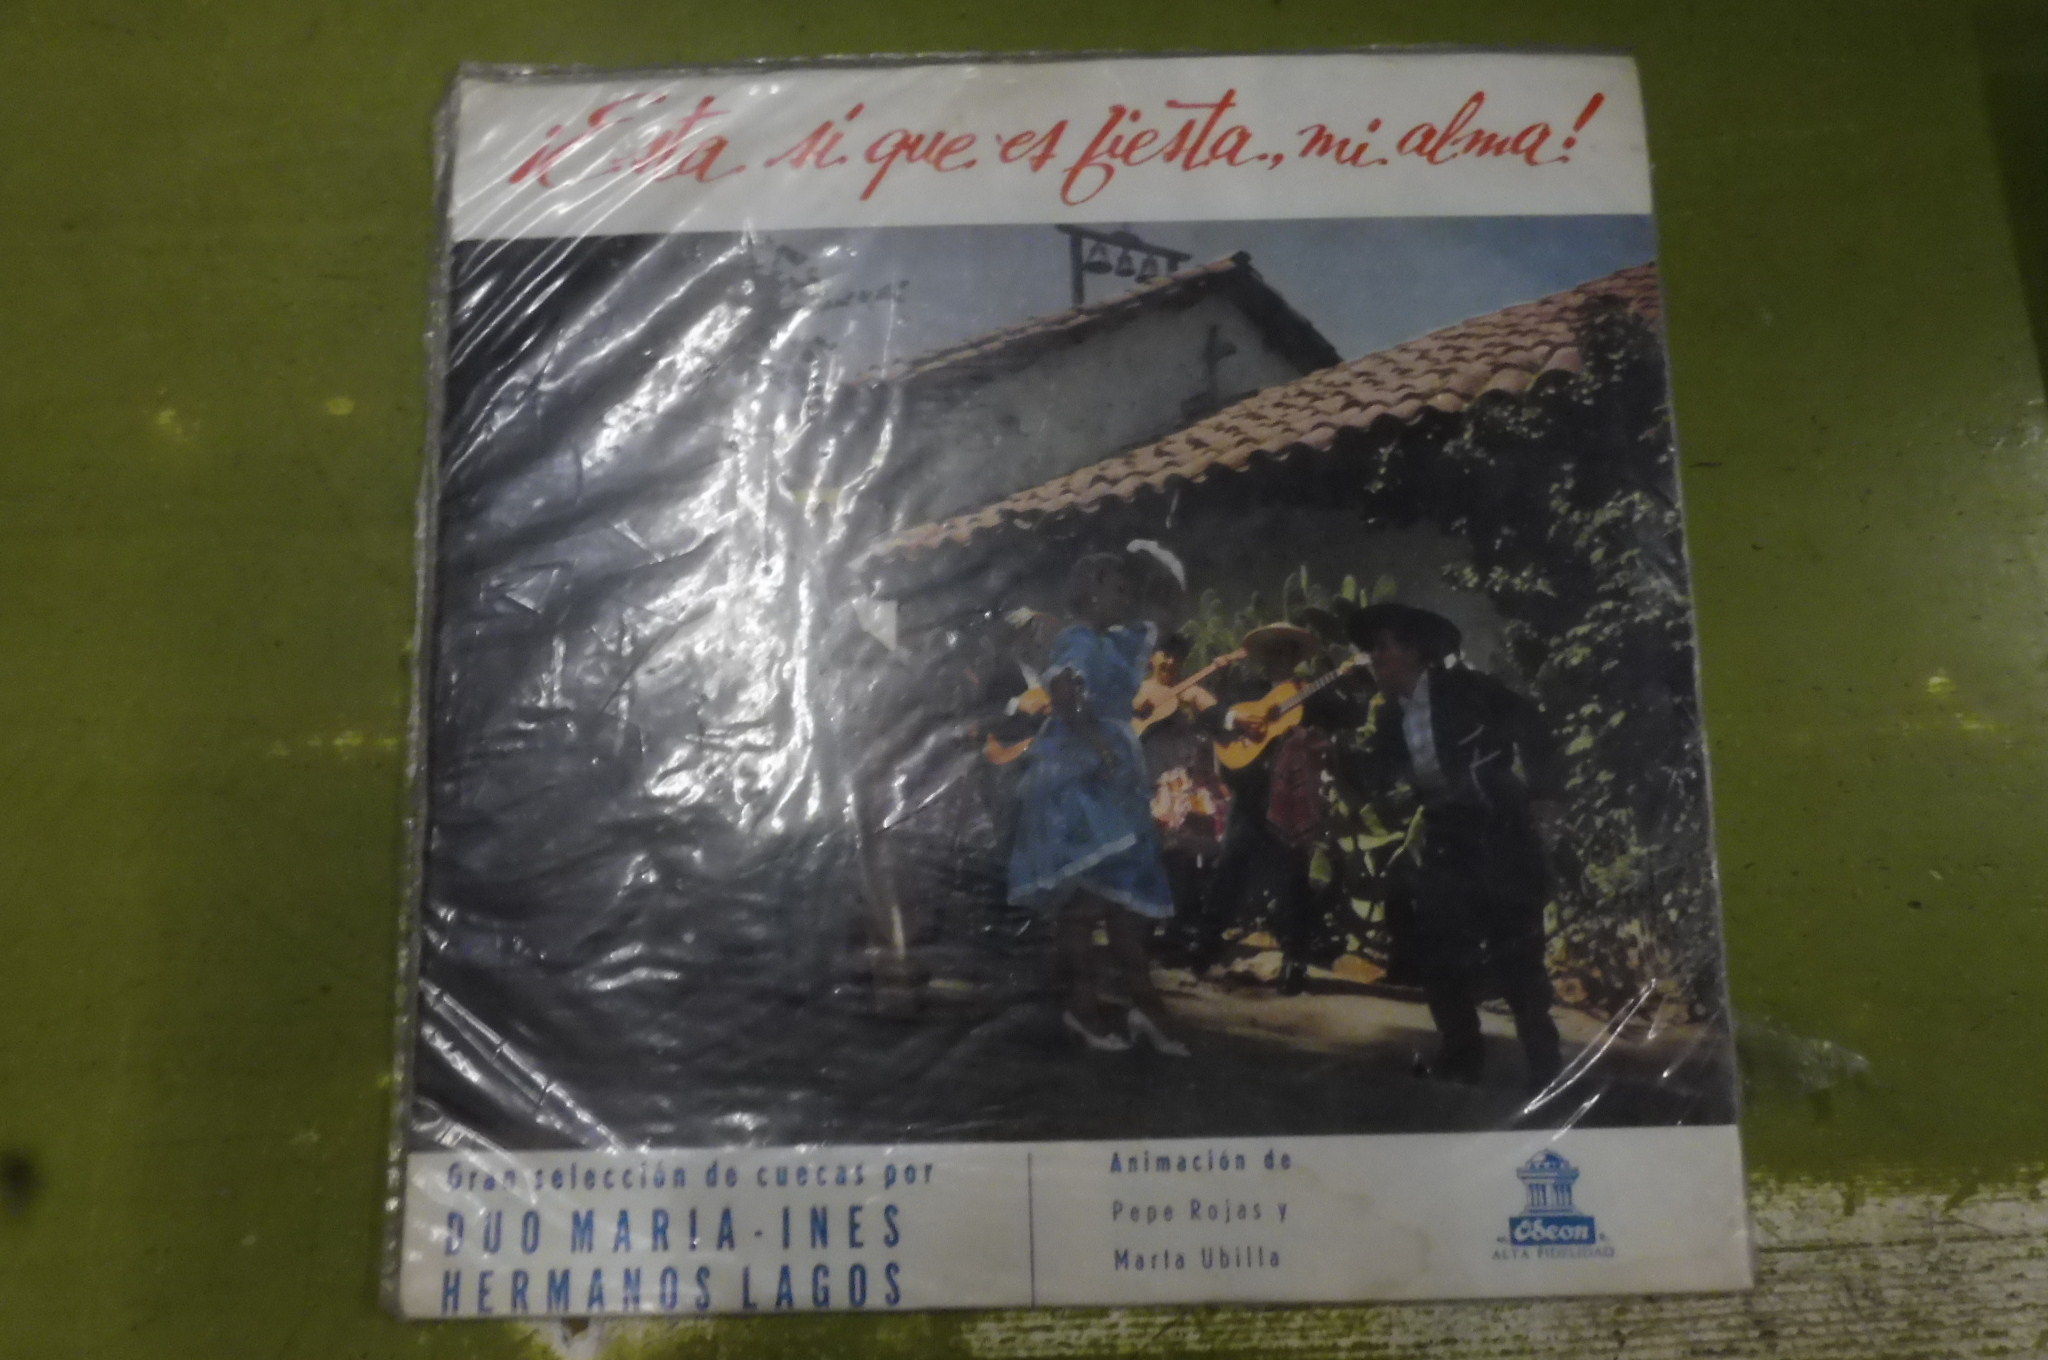 ¡Esta si que es fiesta, mi alma!
Gran selección de cuecas por
DUO MARIA-INES
HERMANOS LAGOS
Animación de
Pepe Rojas y
Marta Ubilla
Odeon
ALTA FIDELIDAD